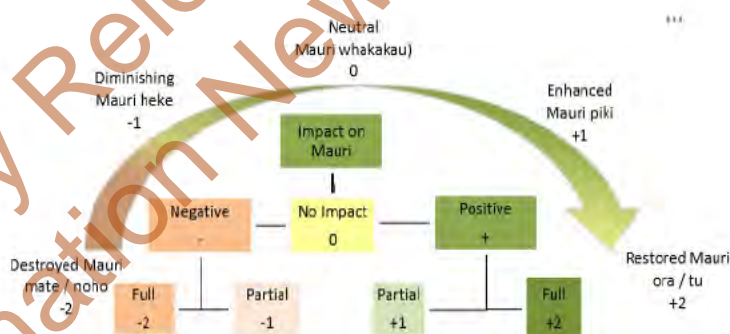 Neutral
Mauri whakakau)
0
Diminishing
Mauri heke
-1
Enhanced
Mauri piki
+1
Impact on
Mauri
Negative
-
No Impact
0
Positive
+
Destroyed Mauri
mate / noho
-2
Restored Mauri
ora / tu
+2
Full
-2
Partial
-1
Partial
+1
Full
+2